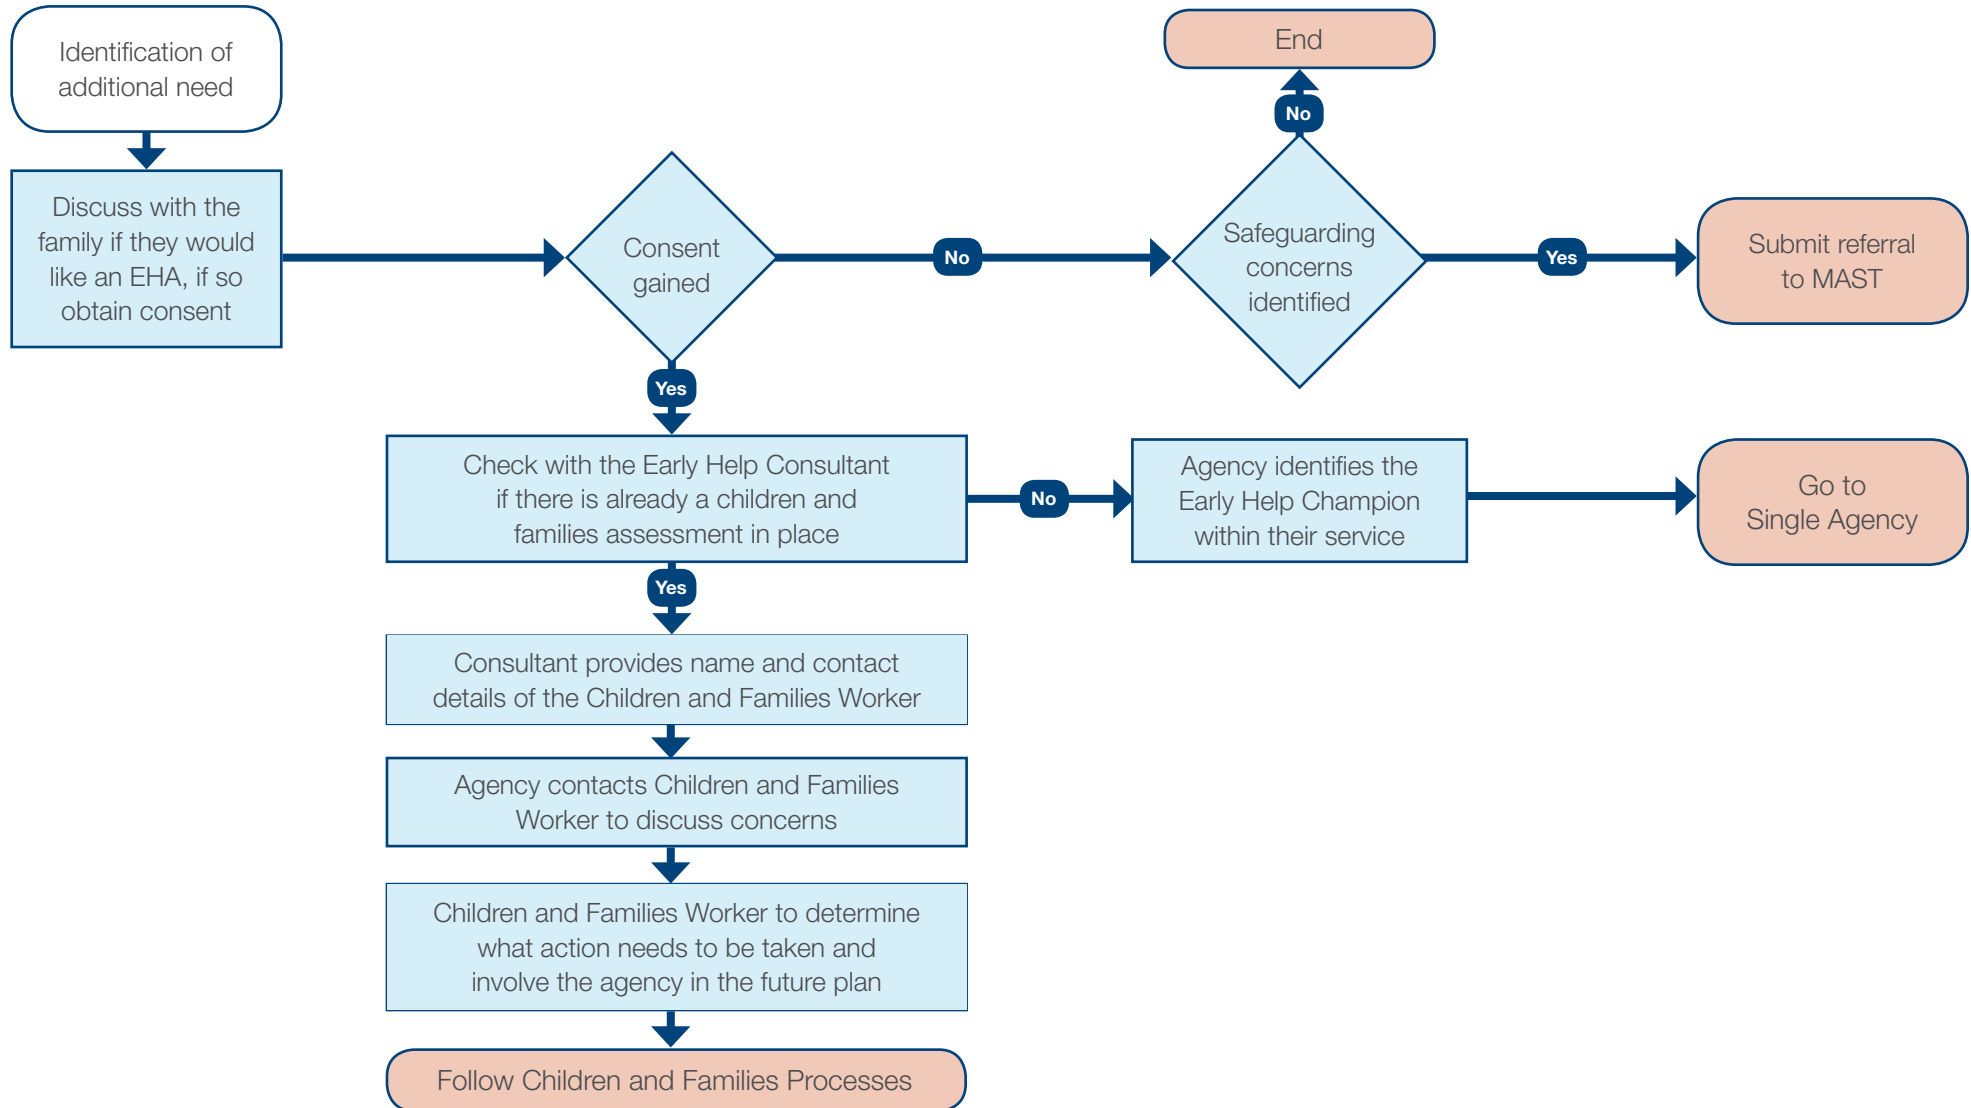 Identification of
additional need
Discuss with the
family if they would
like an EHA, if so
obtain consent
Consent
gained
No
Safeguarding
concerns
identified
No
End
Yes
Submit referral
to MAST
Yes
Check with the Early Help Consultant
if there is already a children and
families assessment in place
No
Agency identifies the
Early Help Champion
within their service
Go to
Single Agency
Yes
Consultant provides name and contact
details of the Children and Families Worker
Agency contacts Children and Families
Worker to discuss concerns
Children and Families Worker to determine
what action needs to be taken and
involve the agency in the future plan
Follow Children and Families Processes